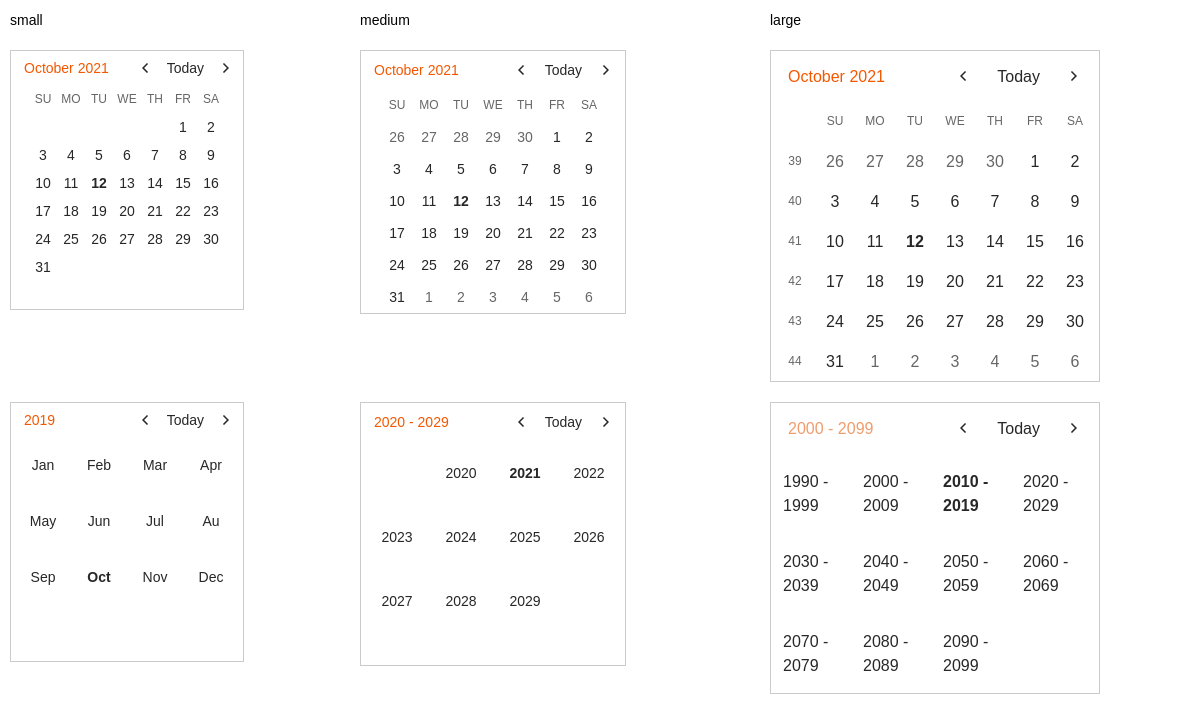 small
medium
large
October 2021 Today
SU MO TU WE TH FR SA
1 2
3 4 5 6 7 8 9
10 11 12 13 14 15 16
17 18 19 20 21 22 23
24 25 26 27 28 29 30
31
October 2021 Today
SU MO TU WE TH FR SA
26 27 28 29 30 1 2
3 4 5 6 7 8 9
10 11 12 13 14 15 16
17 18 19 20 21 22 23
24 25 26 27 28 29 30
31 1 2 3 4 5 6
October 2021 Today
SU MO TU WE TH FR SA
39 26 27 28 29 30 1 2
40 3 4 5 6 7 8 9
41 10 11 12 13 14 15 16
42 17 18 19 20 21 22 23
43 24 25 26 27 28 29 30
44 31 1 2 3 4 5 6
2019 Today
Jan Feb Mar Apr
May Jun Jul Au
Sep Oct Nov Dec
2020 - 2029 Today
2020 2021 2022
2023 2024 2025 2026
2027 2028 2029
2000 - 2099 Today
1990 - 2000 - 2010 - 2020 -
1999 2009 2019 2029
2030 - 2040 - 2050 - 2060 -
2039 2049 2059 2069
2070 - 2080 - 2090 -
2079 2089 2099